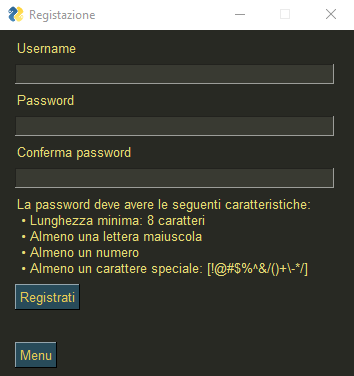 Registazione
Username
Password
Conferma password
La password deve avere le seguenti caratteristiche:
• Lunghezza minima: 8 caratteri
• Almeno una lettera maiuscola
• Almeno un numero
• Almeno un carattere speciale: [!@#$%^&/()+\-*/]
Registrati
Menu